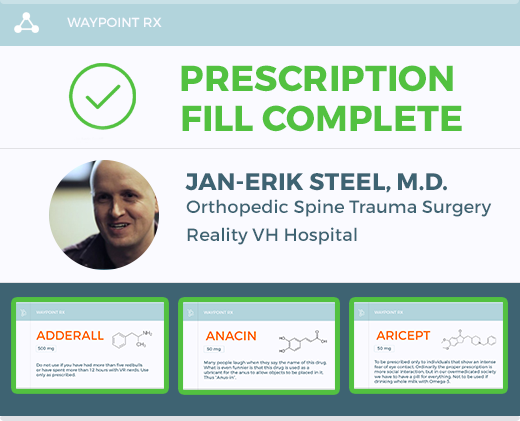 WAYPOINT RX
PRESCRIPTION
FILL COMPLETE
JAN-ERIK STEEL, M.D.
Orthopedic Spine Trauma Surgery
Reality VH Hospital
WAYPOINT RX
ADDERALL
500 mg
NH₂
CH₃
Do not use if you have had more than five redbulls
or have spent more than 12 hours with VR nerds. Use
only as prescribed.
WAYPOINT RX
ANACIN
50 mg
HO
HO
O
OH
Many people laugh when they say the name of this drug.
What is even funnier is that this drug is used as a
lubricant for the anus to allow objects to be placed in it.
Thus "Anus-in".
WAYPOINT RX
ARICEPT
50 mg
To be prescribed only to individuals that show an intense
fear of eye contact. Ordinarily the proper prescription is
more social interaction, but in our overmedicated society
we have to have a pill for everything. Not to be used if
drinking whole milks with Omega-3.